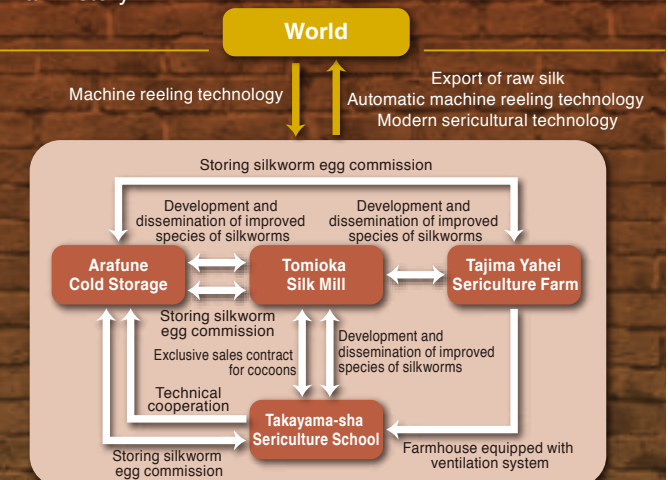 World
Machine reeling technology
Export of raw silk
Automatic machine reeling technology
Modern sericultural technology
Storing silkworm egg commission
Development and
dissemination of improved
species of silkworms
Development and
dissemination of improved
species of silkworms
Arafune
Cold Storage
Tomioka
Silk Mill
Tajima Yahei
Sericulture Farm
Storing silkworm
egg commission
Exclusive sales contract
for cocoons
Development and
dissemination of improved
species of silkworms
Technical
cooperation
Takayama-sha
Sericulture School
Storing silkworm
egg commission
Farmhouse equipped with
ventilation system